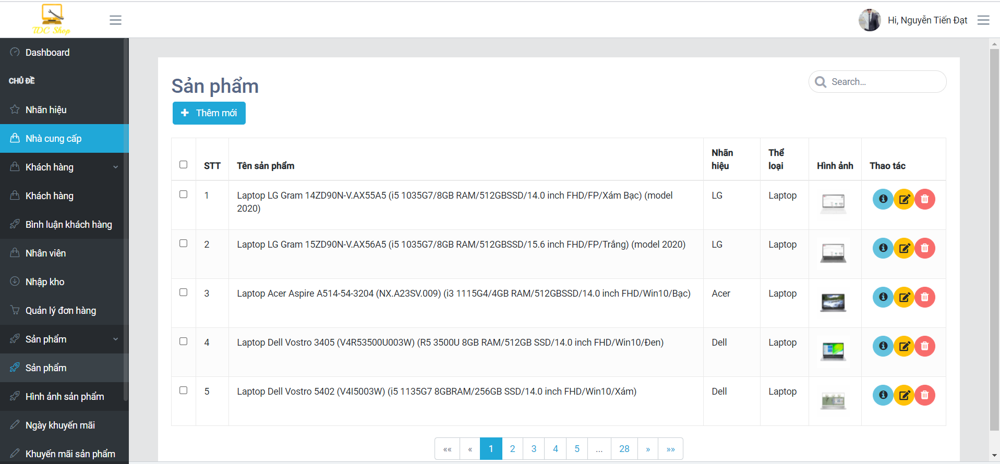 TDC Shop
Hi, Nguyễn Tiến Đạt
Dashboard
CHỦ ĐỀ
Nhãn hiệu
Nhà cung cấp
Khách hàng
Khách hàng
Bình luận khách hàng
Nhân viên
Nhập kho
Quản lý đơn hàng
Sản phẩm
Sản phẩm
Hình ảnh sản phẩm
Ngày khuyến mãi
Khuyến mãi sản phẩm
Sản phẩm
Search...
Thêm mới
STT Tên sản phẩm Nhãn hiệu Thể loại Hình ảnh Thao tác
1 Laptop LG Gram 14ZD90N-V.AX55A5 (i5 1035G7/8GB RAM/512GBSSD/14.0 inch FHD/FP/Xám Bạc) (model
2020) LG Laptop
2 Laptop LG Gram 15ZD90N-V.AX56A5 (i5 1035G7/8GB RAM/512GBSSD/15.6 inch FHD/FP/Trắng) (model 2020) LG Laptop
3 Laptop Acer Aspire A514-54-3204 (NX.A23SV.009) (i3 1115G4/4GB RAM/512GBSSD/14.0 inch FHD/Win10/Bạc) Acer Laptop
4 Laptop Dell Vostro 3405 (V4R53500U003W) (R5 3500U 8GB RAM/512GB SSD/14.0 inch FHD/Win10/Đen) Dell Laptop
5 Laptop Dell Vostro 5402 (V4I5003W) (i5 1135G7 8GBRAM/256GB SSD/14.0 inch FHD/Win10/Xám) Dell Laptop
«« « 1 2 3 4 5 ... 28 » »»